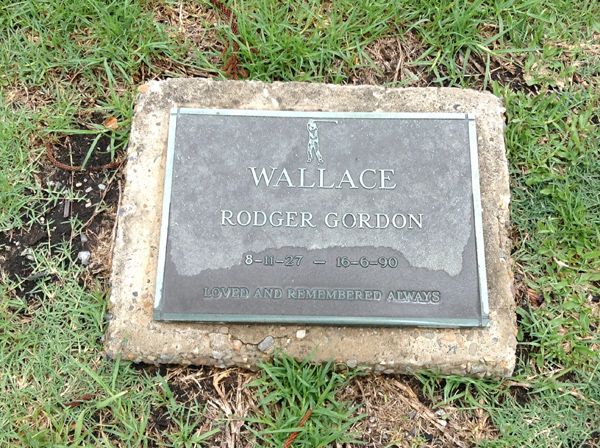 WALLACE
RODGER GORDON
8-11-27 — 16-6-90
LOVED AND REMEMBERED ALWAYS